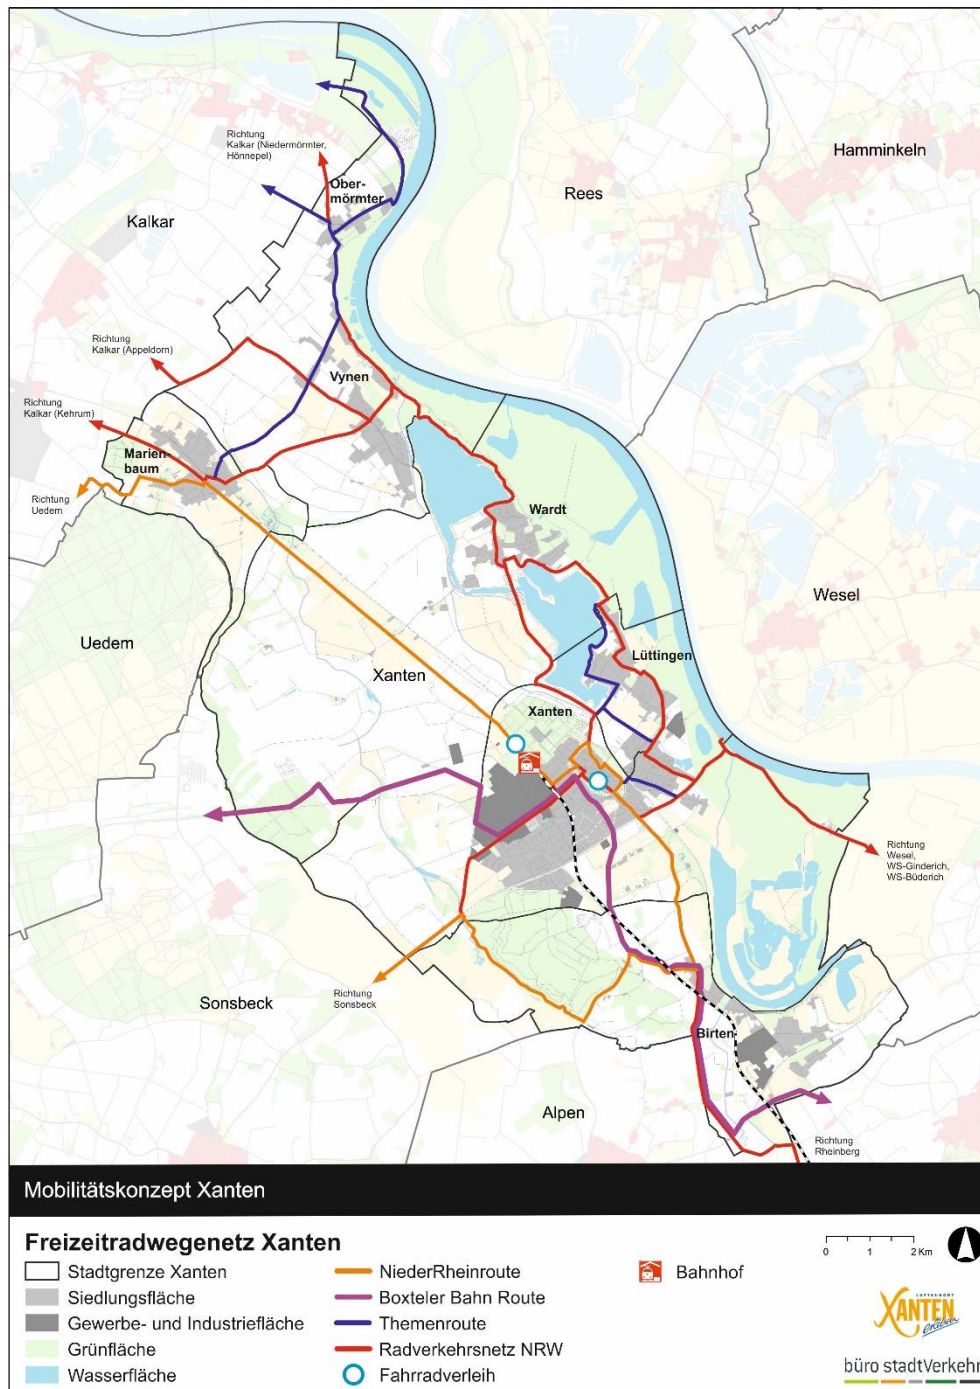 Richtung
Kalkar (Niedermörmter,
Hönnepel)
Hamminkeln
Ober-
mörmter
Rees
Kalkar
Richtung
Kalkar (Appeldorn)
Vynen
Richtung
Kalkar (Kehrum)
Marien-
baum
Richtung
Uedem
Wardt
Wesel
Uedem
Lüttingen
Xanten
Xanten
Richtung
Wesel,
WS-Ginderich,
WS-Büderich
Richtung
Sonsbeck
Sonsbeck
Birten
Alpen
Richtung
Rheinberg
Mobilitätskonzept Xanten
Freizeitradwegenetz Xanten
Stadtgrenze Xanten
Siedlungsfläche
Gewerbe- und Industriefläche
Grünfläche
Wasserfläche
NiederRheinroute
Boxteler Bahn Route
Themenroute
Radverkehrsnetz NRW
Fahrradverleih
Bahnhof
0 1 2 Km
LUFTKURORT
XANTEN
erleben
büro stadtVerkehr